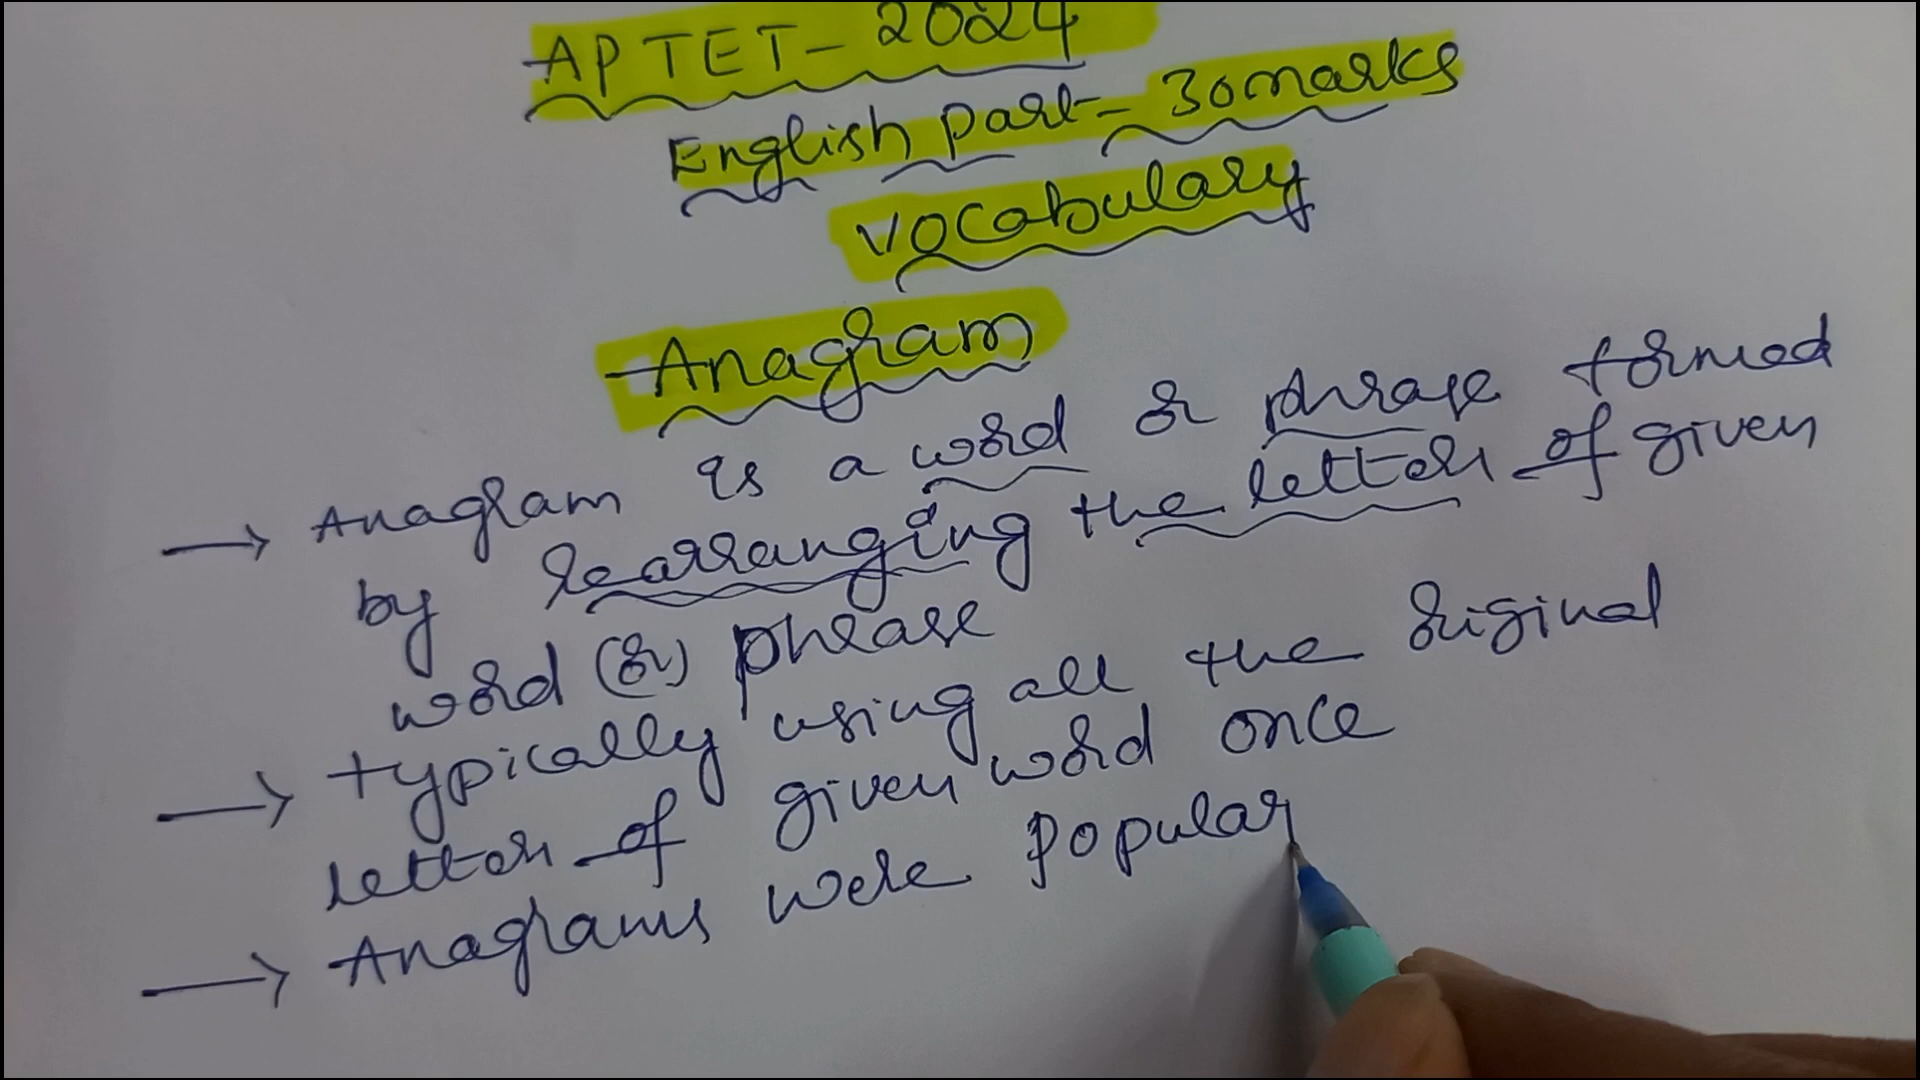 AP TET - 2024
English part - 30 marks
vocabulary
Anagram
→ Anagram is a word or phrase formed
by rearranging the letters of given
word (or) phrase
→ typically using all the original
letters of given word once
→ Anagrams were popular